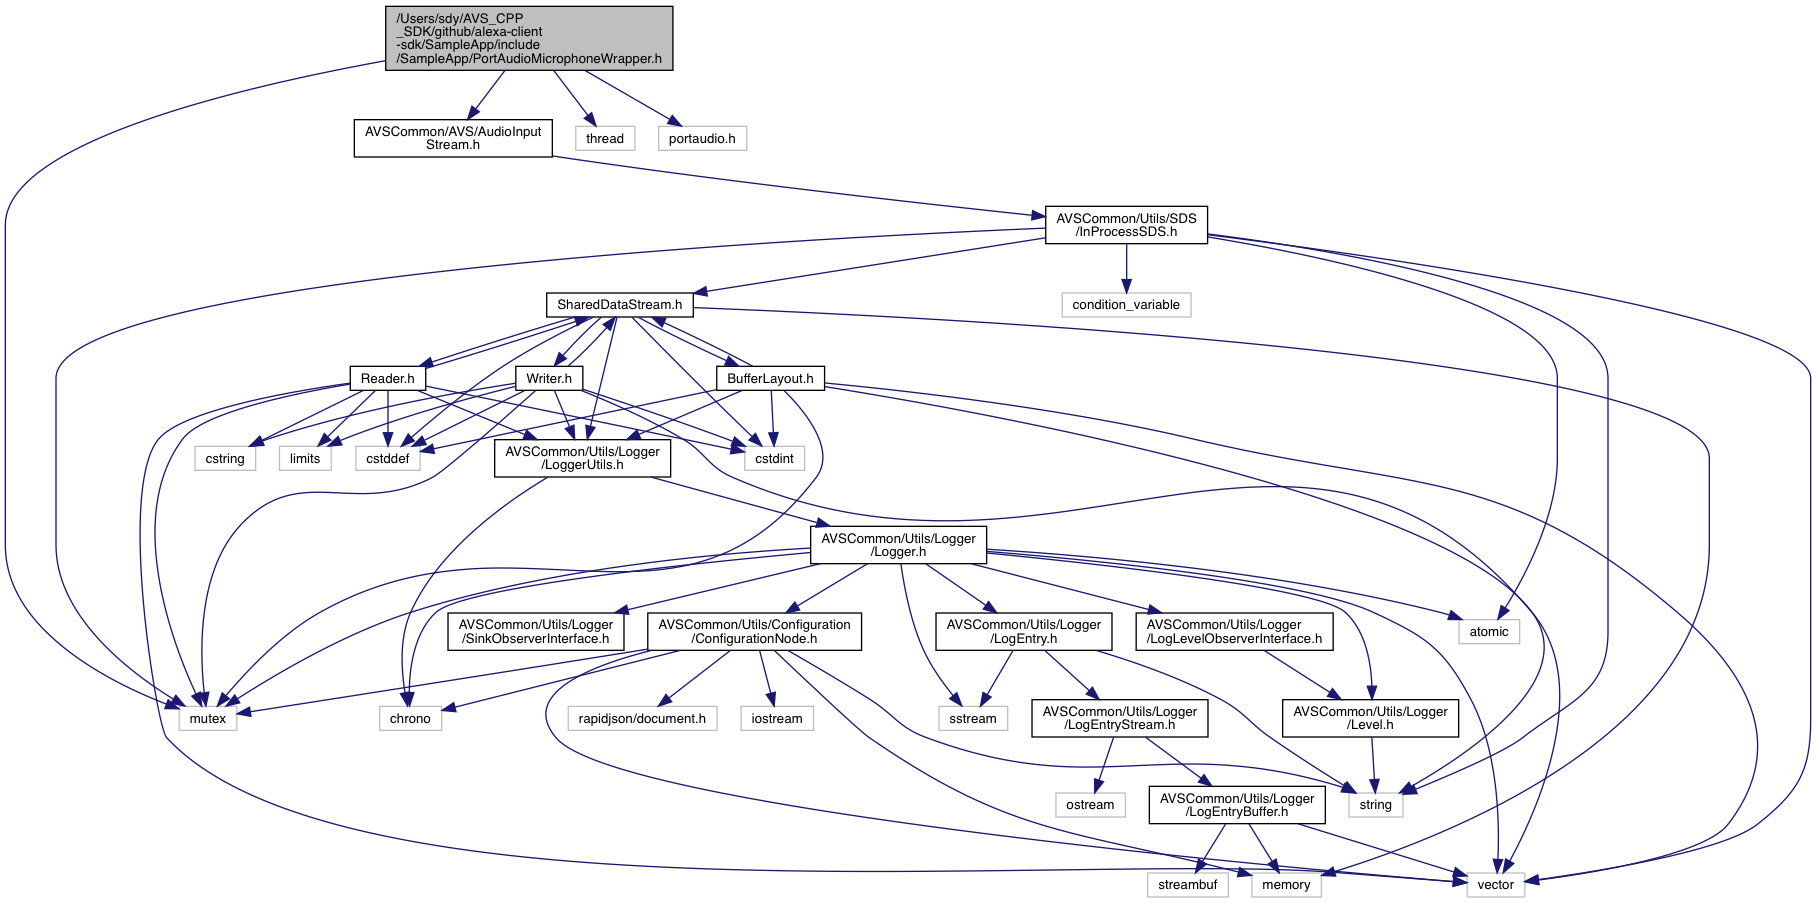 /Users/sdy/AVS_CPP
_SDK/github/alexa-client
-sdk/SampleApp/include
/SampleApp/PortAudioMicrophoneWrapper.h
AVSCommon/AVS/AudioInput
Stream.h
thread
portaudio.h
AVSCommon/Utils/SDS
/InProcessSDS.h
SharedDataStream.h
condition_variable
Reader.h
Writer.h
BufferLayout.h
cstring
limits
cstddef
AVSCommon/Utils/Logger
/LoggerUtils.h
cstdint
AVSCommon/Utils/Logger
/Logger.h
AVSCommon/Utils/Logger
/SinkObserverInterface.h
AVSCommon/Utils/Configuration
/ConfigurationNode.h
AVSCommon/Utils/Logger
/LogEntry.h
AVSCommon/Utils/Logger
/LogLevelObserverInterface.h
atomic
mutex
chrono
rapidjson/document.h
iostream
sstream
AVSCommon/Utils/Logger
/LogEntryStream.h
AVSCommon/Utils/Logger
/Level.h
ostream
AVSCommon/Utils/Logger
/LogEntryBuffer.h
string
streambuf
memory
vector